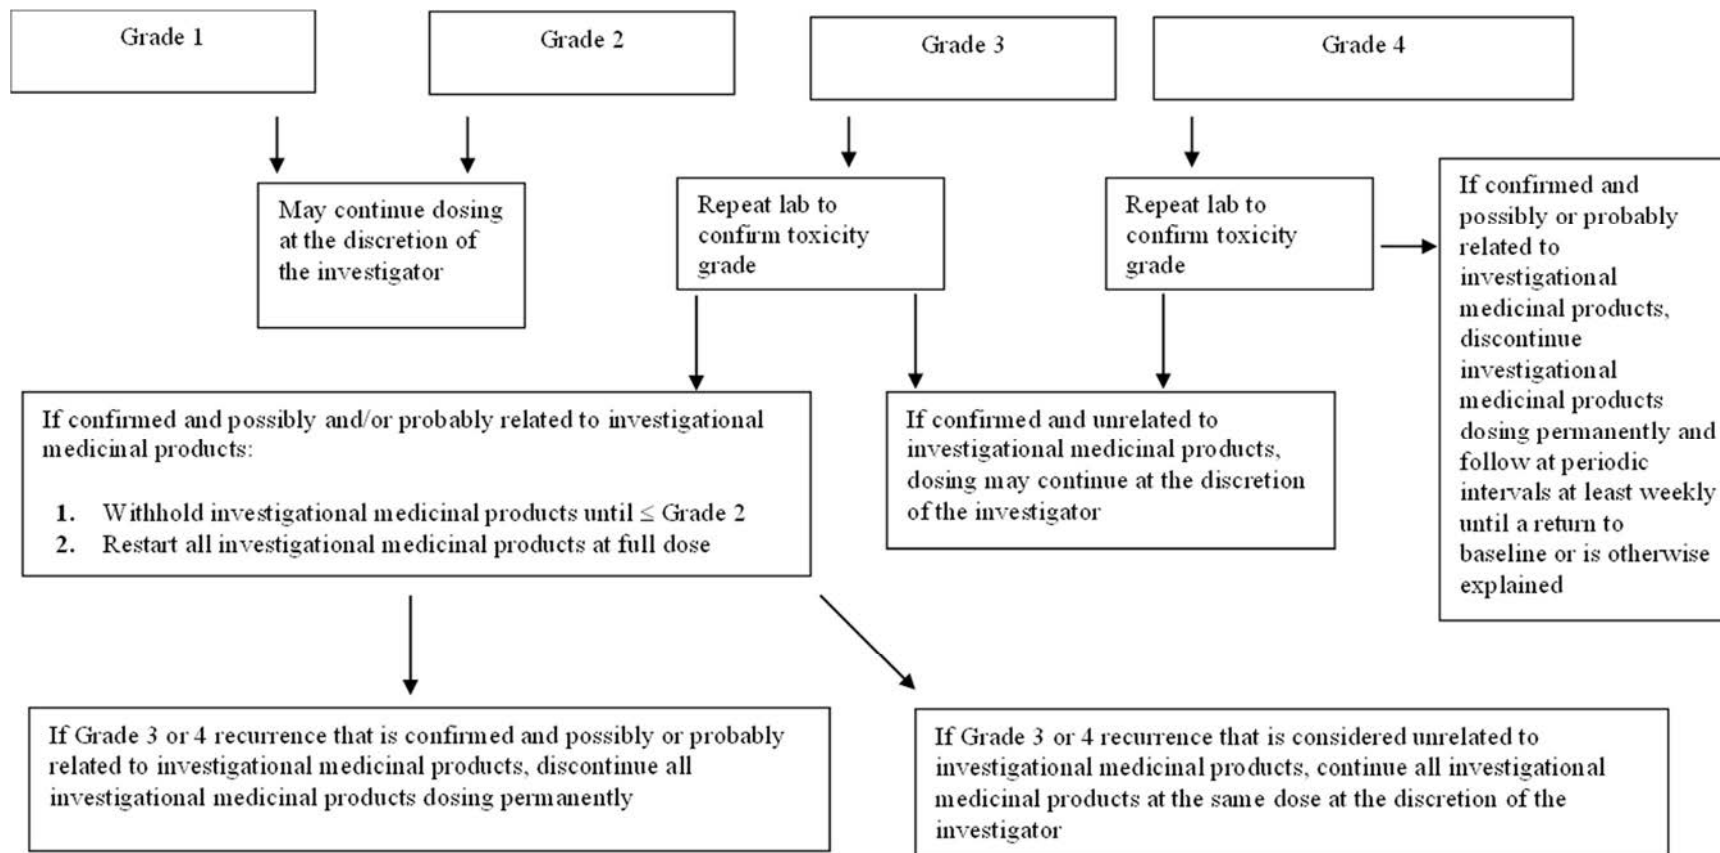 Grade 1
Grade 2
Grade 3
Grade 4
May continue dosing
at the discretion of
the investigator
Repeat lab to
confirm toxicity
grade
Repeat lab to
confirm toxicity
grade
If confirmed and
possibly or probably
related to
investigational
medicinal products,
discontinue
investigational
medicinal products
dosing permanently and
follow at periodic
intervals at least weekly
until a return to
baseline or is otherwise
explained
If confirmed and possibly and/or probably related to investigational
medicinal products:
1. Withhold investigational medicinal products until ≤ Grade 2
2. Restart all investigational medicinal products at full dose
If confirmed and unrelated to
investigational medicinal products,
dosing may continue at the discretion
of the investigator
If Grade 3 or 4 recurrence that is confirmed and possibly or probably
related to investigational medicinal products, discontinue all
investigational medicinal products dosing permanently
If Grade 3 or 4 recurrence that is considered unrelated to
investigational medicinal products, continue all investigational
medicinal products at the same dose at the discretion of the
investigator